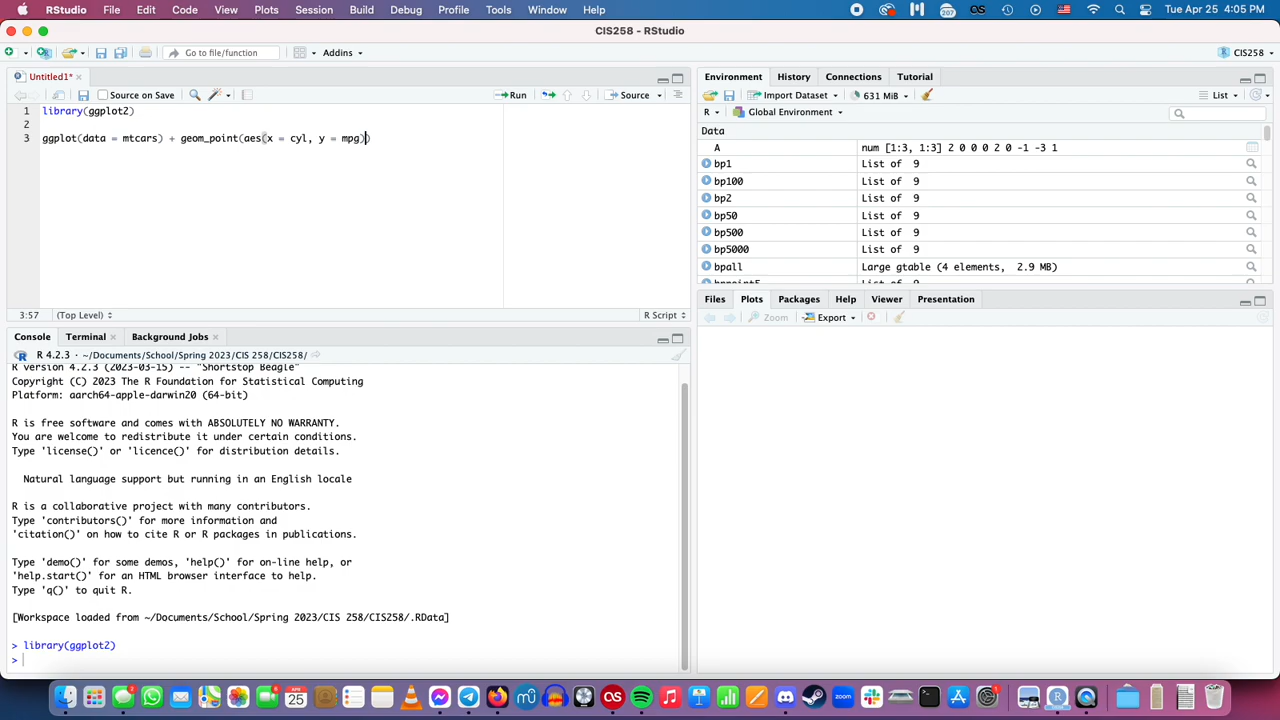 RStudio File Edit Code View Plots Session Build Debug Profile Tools Window Help 207 Tue Apr 25 4:05 PM
CIS258 - RStudio
Go to file/function Addins CIS258
Untitled1*
Source on Save Run Source
1 library(ggplot2)
2
3 ggplot(data = mtcars) + geom_point(aes(x = cyl, y = mpg))
3:57 (Top Level) R Script
Console Terminal Background Jobs
R 4.2.3 · ~/Documents/School/Spring 2023/CIS 258/CIS258/
R version 4.2.3 (2023-03-15) -- "Shortstop Beagle"
Copyright (C) 2023 The R Foundation for Statistical Computing
Platform: aarch64-apple-darwin20 (64-bit)
R is free software and comes with ABSOLUTELY NO WARRANTY.
You are welcome to redistribute it under certain conditions.
Type 'license()' or 'licence()' for distribution details.
Natural language support but running in an English locale
R is a collaborative project with many contributors.
Type 'contributors()' for more information and
'citation()' on how to cite R or R packages in publications.
Type 'demo()' for some demos, 'help()' for on-line help, or
'help.start()' for an HTML browser interface to help.
Type 'q()' to quit R.
[Workspace loaded from ~/Documents/School/Spring 2023/CIS 258/CIS258/.RData]
> library(ggplot2)
>
Environment History Connections Tutorial
Import Dataset 631 MiB List
R Global Environment
Data
A num [1:3, 1:3] 2 0 0 0 2 0 -1 -3 1
bp1 List of 9
bp100 List of 9
bp2 List of 9
bp50 List of 9
bp500 List of 9
bp5000 List of 9
bpall Large gtable (4 elements, 2.9 MB)
Files Plots Packages Help Viewer Presentation
Zoom Export
APR
25
zoom